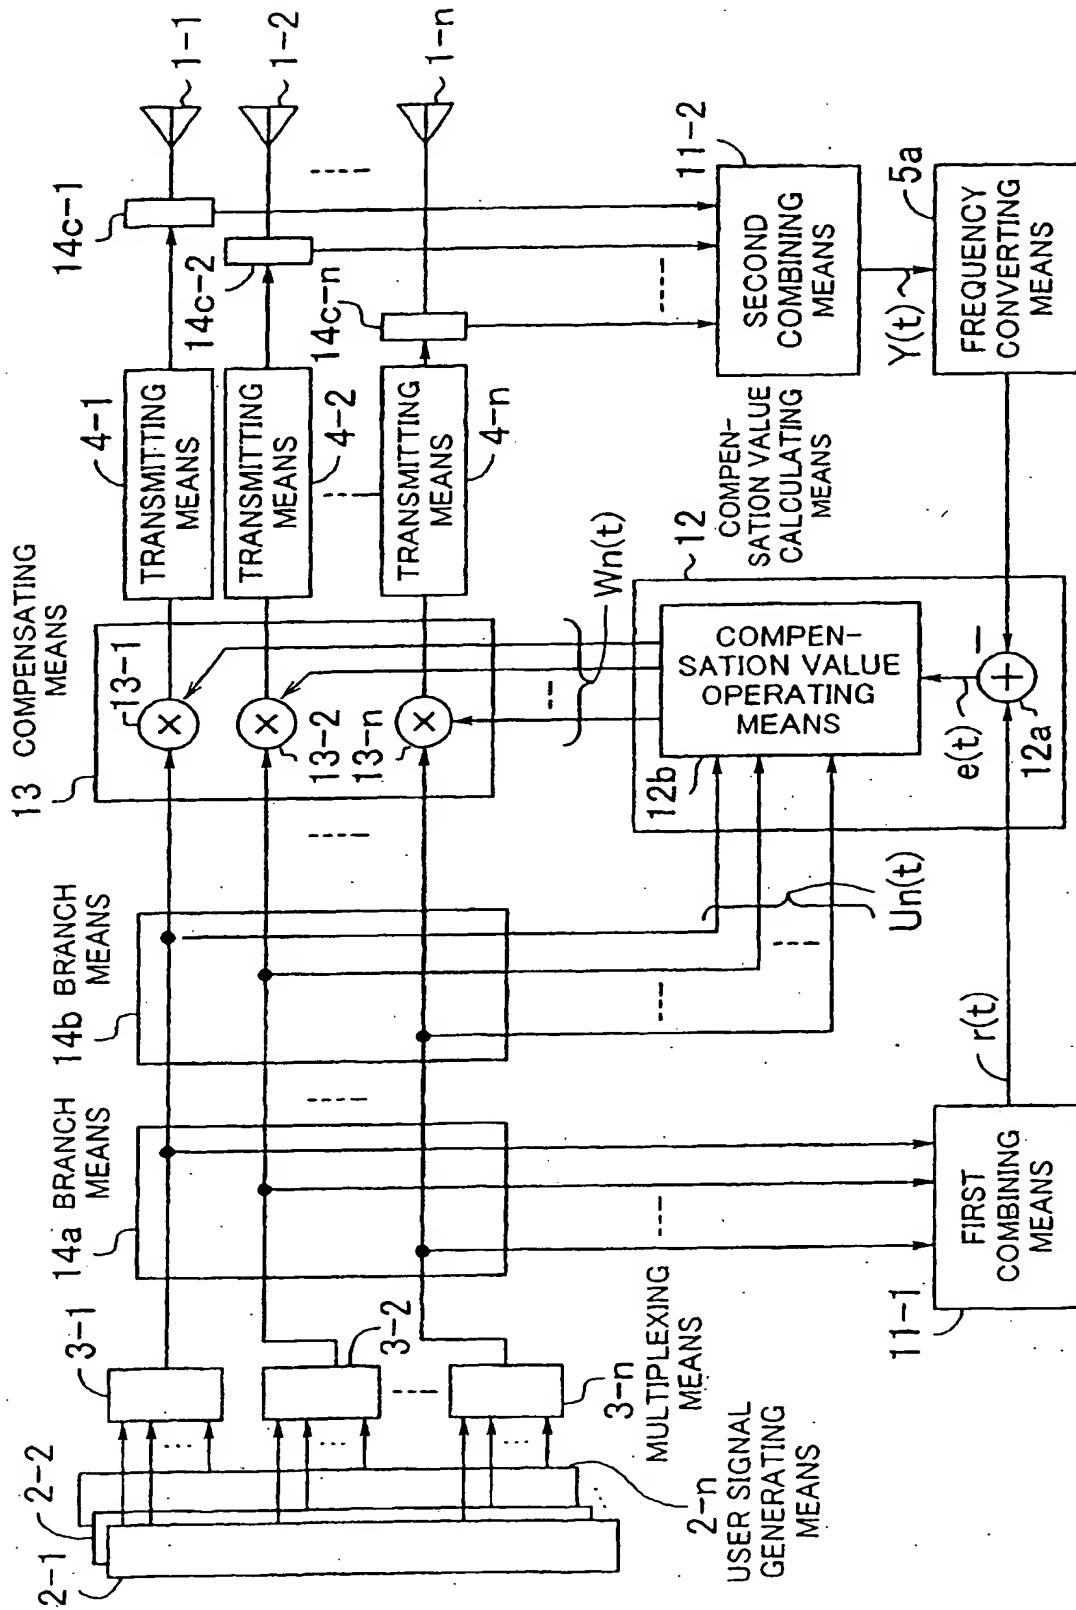 13 COMPENSATING
MEANS
13-1
13-2
13-n
4-1
TRANSMITTING
MEANS
TRANSMITTING
MEANS
4-2
TRANSMITTING
MEANS
4-n
14c-1
14c-2
14c-n
1-1
1-2
1-n
14b BRANCH
MEANS
14a BRANCH
MEANS
3-1
3-2
3-n
MULTIPLEXING
MEANS
2-1
2-2
2-n
USER SIGNAL
GENERATING
MEANS
Un(t)
Wn(t)
12
COMPEN-
SATION VALUE
CALCULATING
MEANS
COMPEN-
SATION VALUE
OPERATING
MEANS
12b
e(t)
12a
r(t)
11-1
FIRST
COMBINING
MEANS
11-2
SECOND
COMBINING
MEANS
Y(t)
5a
FREQUENCY
CONVERTING
MEANS